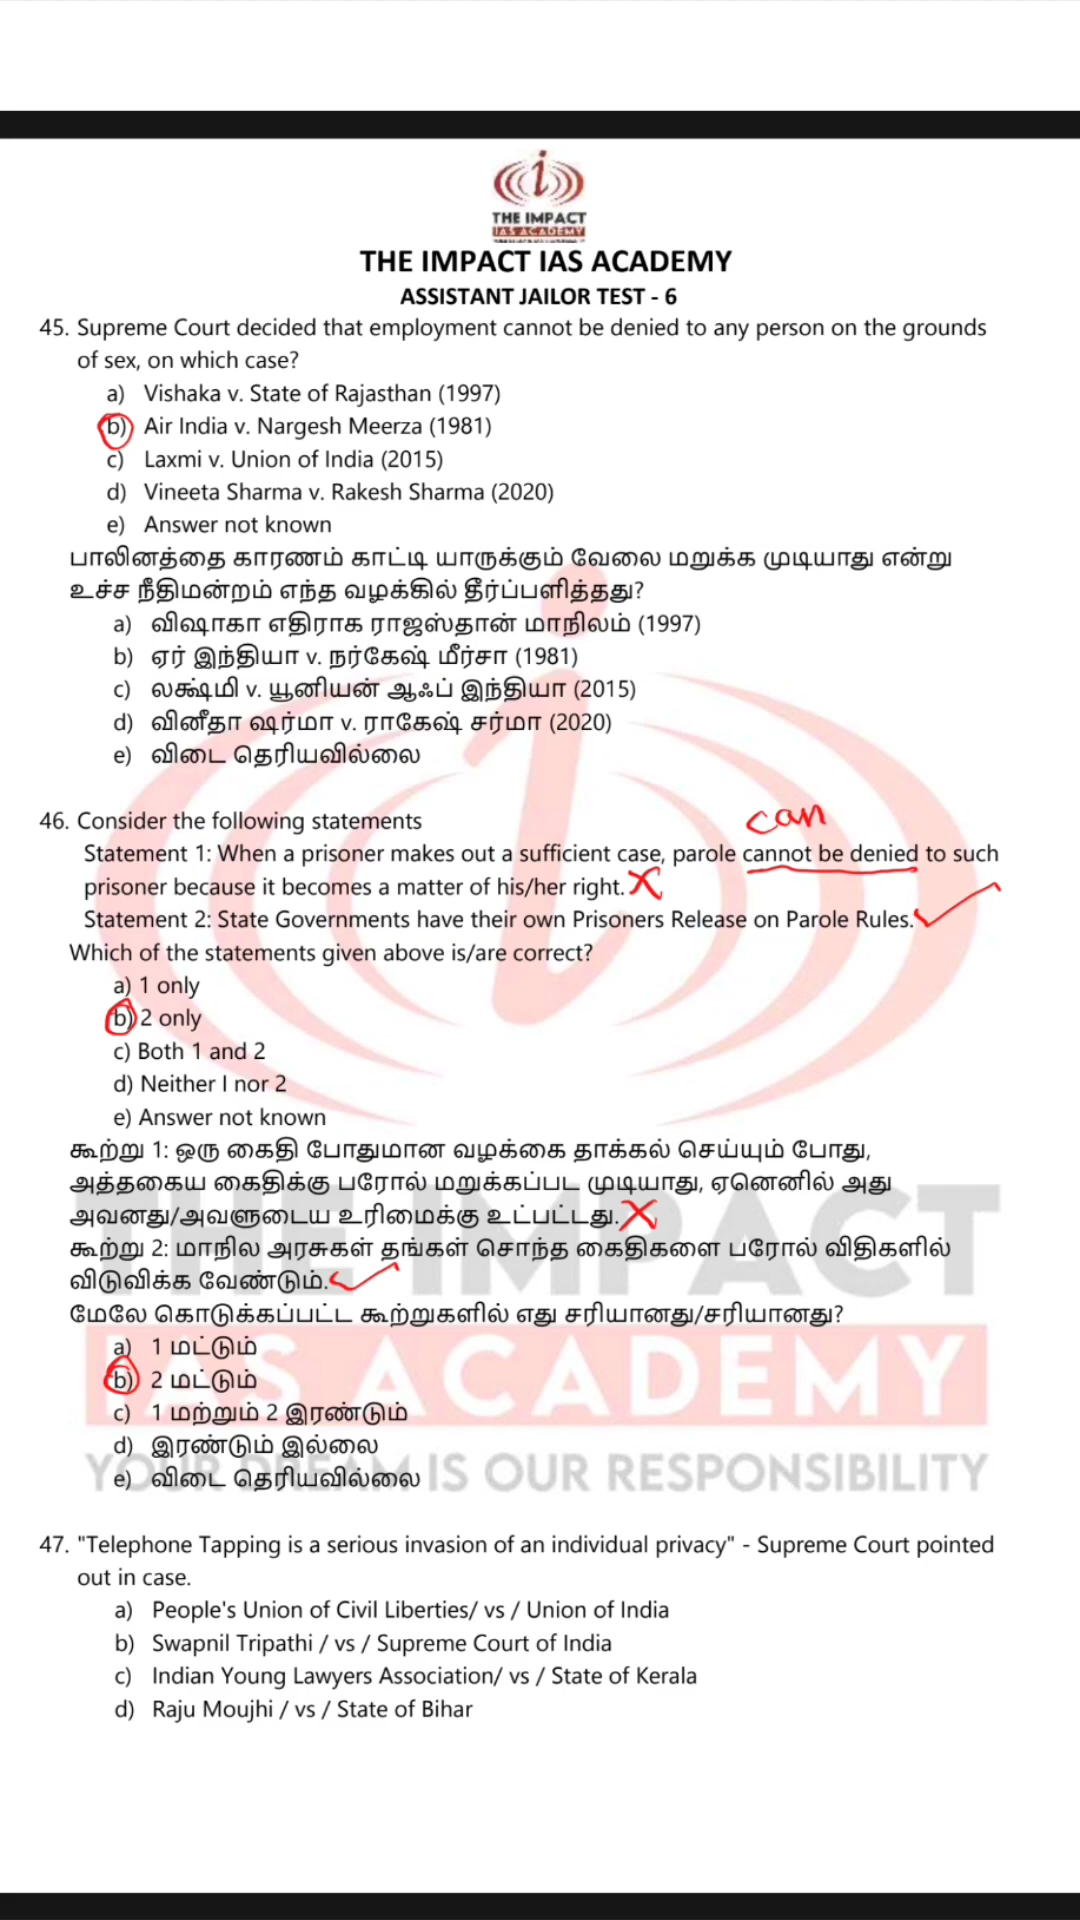 THE IMPACT
IAS ACADEMY
THE IMPACT IAS ACADEMY
ASSISTANT JAILOR TEST - 6
45. Supreme Court decided that employment cannot be denied to any person on the grounds
of sex, on which case?
a) Vishaka v. State of Rajasthan (1997)
b) Air India v. Nargesh Meerza (1981)
c) Laxmi v. Union of India (2015)
d) Vineeta Sharma v. Rakesh Sharma (2020)
e) Answer not known
பாலினத்தை காரணம் காட்டி யாருக்கும் வேலை மறுக்க முடியாது என்று
உச்ச நீதிமன்றம் எந்த வழக்கில் தீர்ப்பளித்தது?
a) விஷாகா எதிராக ராஜஸ்தான் மாநிலம் (1997)
b) ஏர் இந்தியா v. நர்கேஷ் மீர்சா (1981)
c) லக்ஷ்மி v. யூனியன் ஆஃப் இந்தியா (2015)
d) வினீதா ஷர்மா v. ராகேஷ் சர்மா (2020)
e) விடை தெரியவில்லை
46. Consider the following statements
can
Statement 1: When a prisoner makes out a sufficient case, parole cannot be denied to such
prisoner because it becomes a matter of his/her right.
Statement 2: State Governments have their own Prisoners Release on Parole Rules.
Which of the statements given above is/are correct?
a) 1 only
b) 2 only
c) Both 1 and 2
d) Neither I nor 2
e) Answer not known
கூற்று 1: ஒரு கைதி போதுமான வழக்கை தாக்கல் செய்யும் போது,
அத்தகைய கைதிக்கு பரோல் மறுக்கப்பட முடியாது, ஏனெனில் அது
அவனது/அவளுடைய உரிமைக்கு உட்பட்டது.
கூற்று 2: மாநில அரசுகள் தங்கள் சொந்த கைதிகளை பரோல் விதிகளில்
விடுவிக்க வேண்டும்.
மேலே கொடுக்கப்பட்ட கூற்றுகளில் எது சரியானது/சரியானது?
a) 1 மட்டும்
b) 2 மட்டும்
c) 1 மற்றும் 2 இரண்டும்
d) இரண்டும் இல்லை
e) விடை தெரியவில்லை
THE IMPACT
IAS ACADEMY
YOUR DREAM IS OUR RESPONSIBILITY
47. "Telephone Tapping is a serious invasion of an individual privacy" - Supreme Court pointed
out in case.
a) People's Union of Civil Liberties/ vs / Union of India
b) Swapnil Tripathi / vs / Supreme Court of India
c) Indian Young Lawyers Association/ vs / State of Kerala
d) Raju Moujhi / vs / State of Bihar